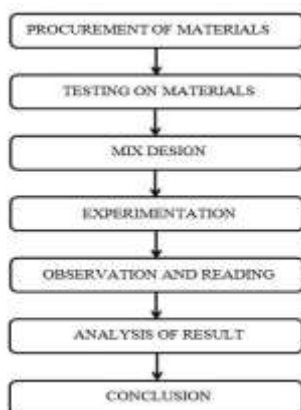 PROCUREMENT OF MATERIALS
TESTING ON MATERIALS
MIX DESIGN
EXPERIMENTATION
OBSERVATION AND READING
ANALYSIS OF RESULT
CONCLUSION